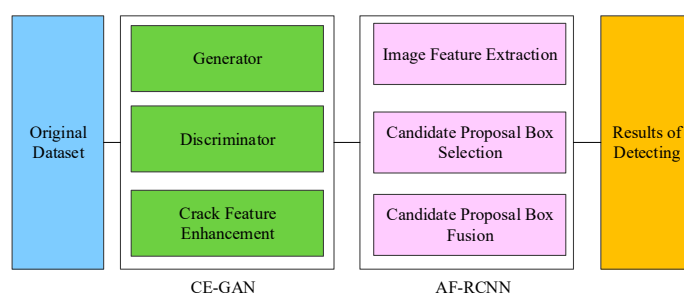 Original
Dataset
Generator
Discriminator
Crack Feature
Enhancement
CE-GAN
Image Feature Extraction
Candidate Proposal Box
Selection
Candidate Proposal Box
Fusion
AF-RCNN
Results of
Detecting